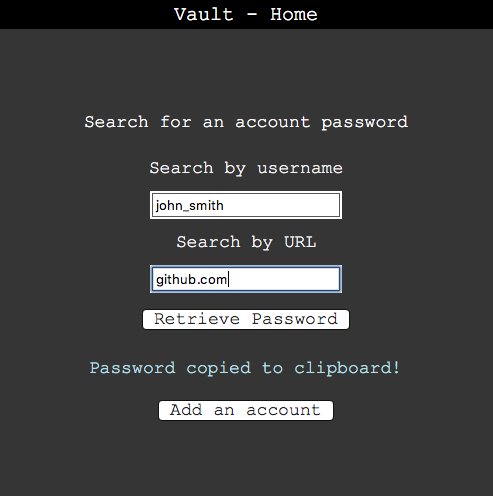 Vault - Home
Search for an account password
Search by username
john_smith
Search by URL
github.com
Retrieve Password
Password copied to clipboard!
Add an account